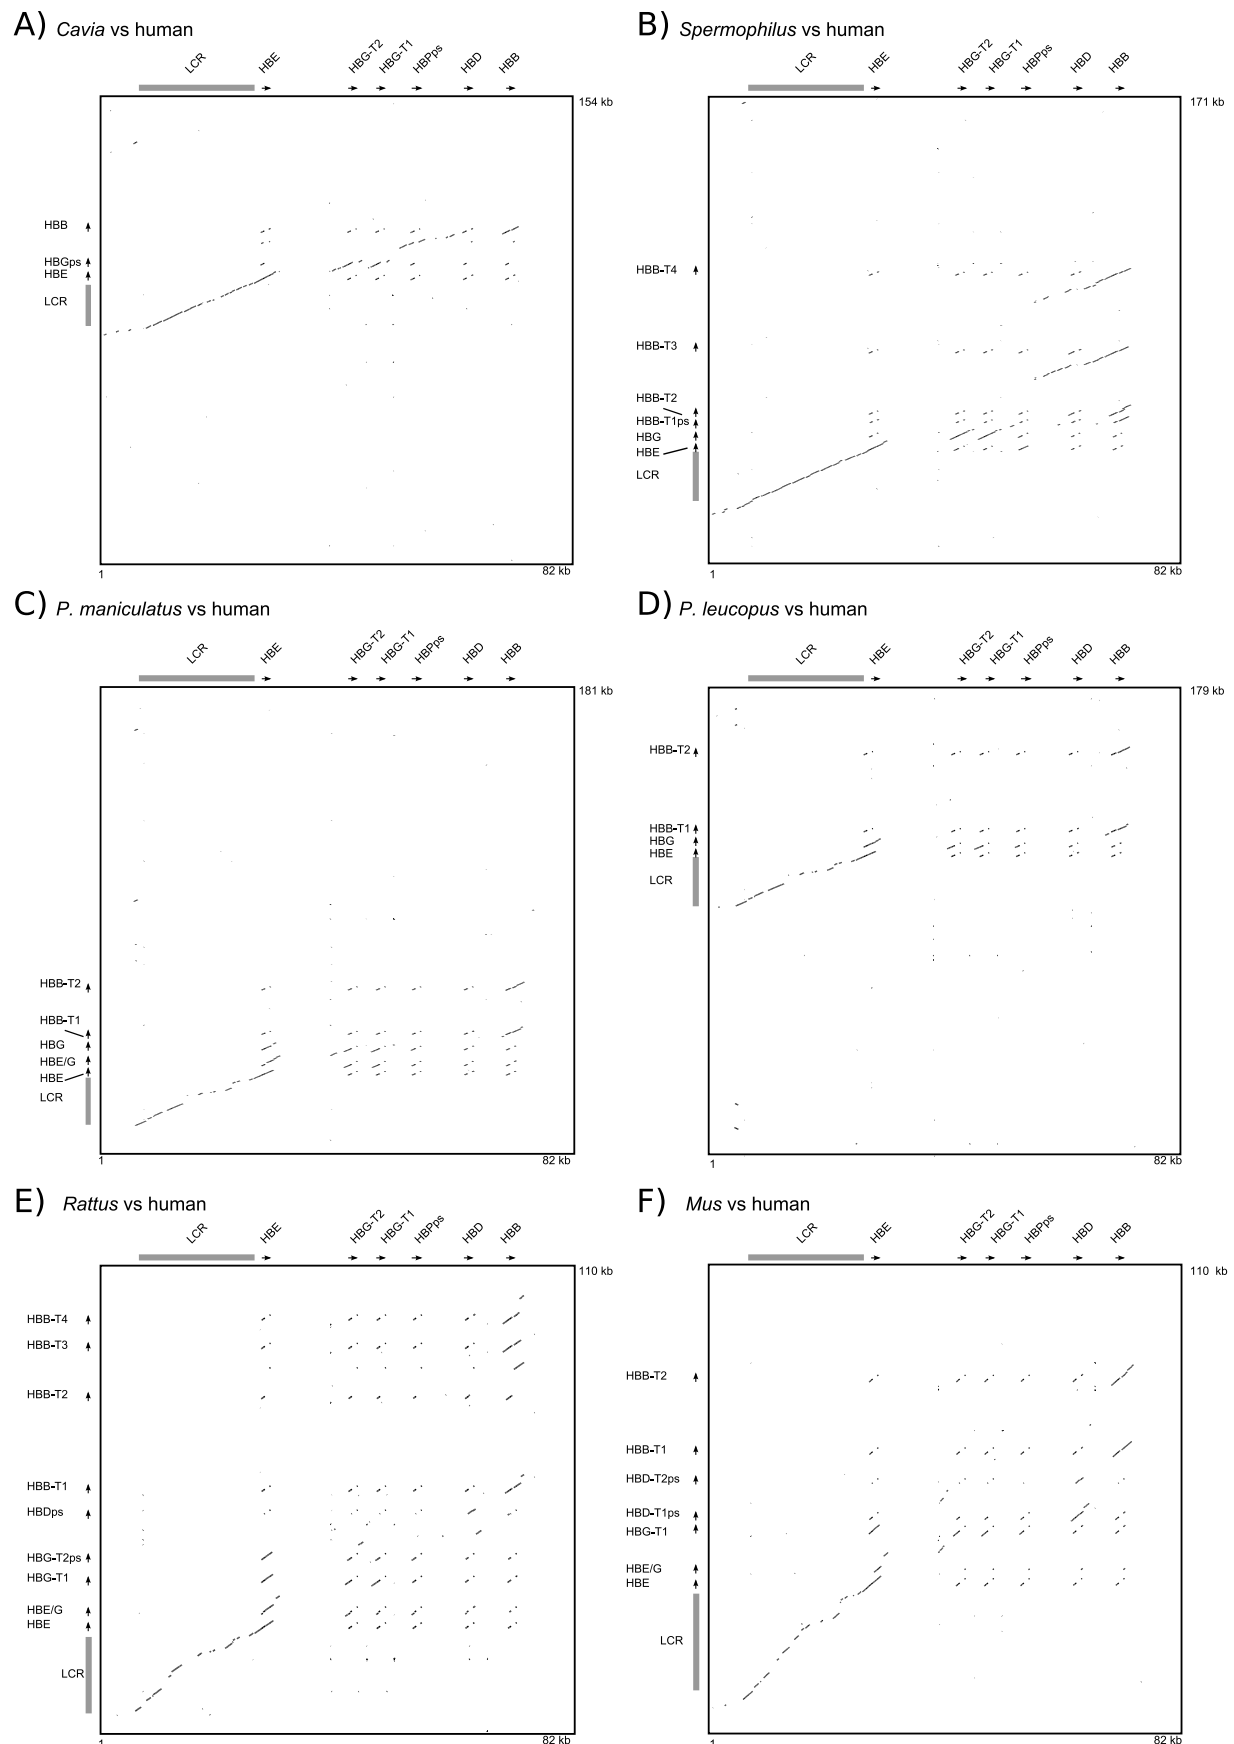 A) Cavia vs human
LCR HBE HBG-T2 HBG-T1 HBPps HBD HBB
154 kb
HBB
HBGps
HBE
LCR
1 82 kb
B) Spermophilus vs human
LCR HBE HBG-T2 HBG-T1 HBPps HBD HBB
171 kb
HBB-T4
HBB-T3
HBB-T2
HBB-T1ps
HBG
HBE
LCR
1 82 kb
C) P. maniculatus vs human
LCR HBE HBG-T2 HBG-T1 HBPps HBD HBB
181 kb
HBB-T2
HBB-T1
HBG
HBE/G
HBE
LCR
1 82 kb
D) P. leucopus vs human
LCR HBE HBG-T2 HBG-T1 HBPps HBD HBB
179 kb
HBB-T2
HBB-T1
HBG
HBE
LCR
1 82 kb
E) Rattus vs human
LCR HBE HBG-T2 HBG-T1 HBPps HBD HBB
110 kb
HBB-T4
HBB-T3
HBB-T2
HBB-T1
HBDps
HBG-T2ps
HBG-T1
HBE/G
HBE
LCR
1 82 kb
F) Mus vs human
LCR HBE HBG-T2 HBG-T1 HBPps HBD HBB
110 kb
HBB-T2
HBB-T1
HBD-T2ps
HBD-T1ps
HBG-T1
HBE/G
HBE
LCR
1 82 kb